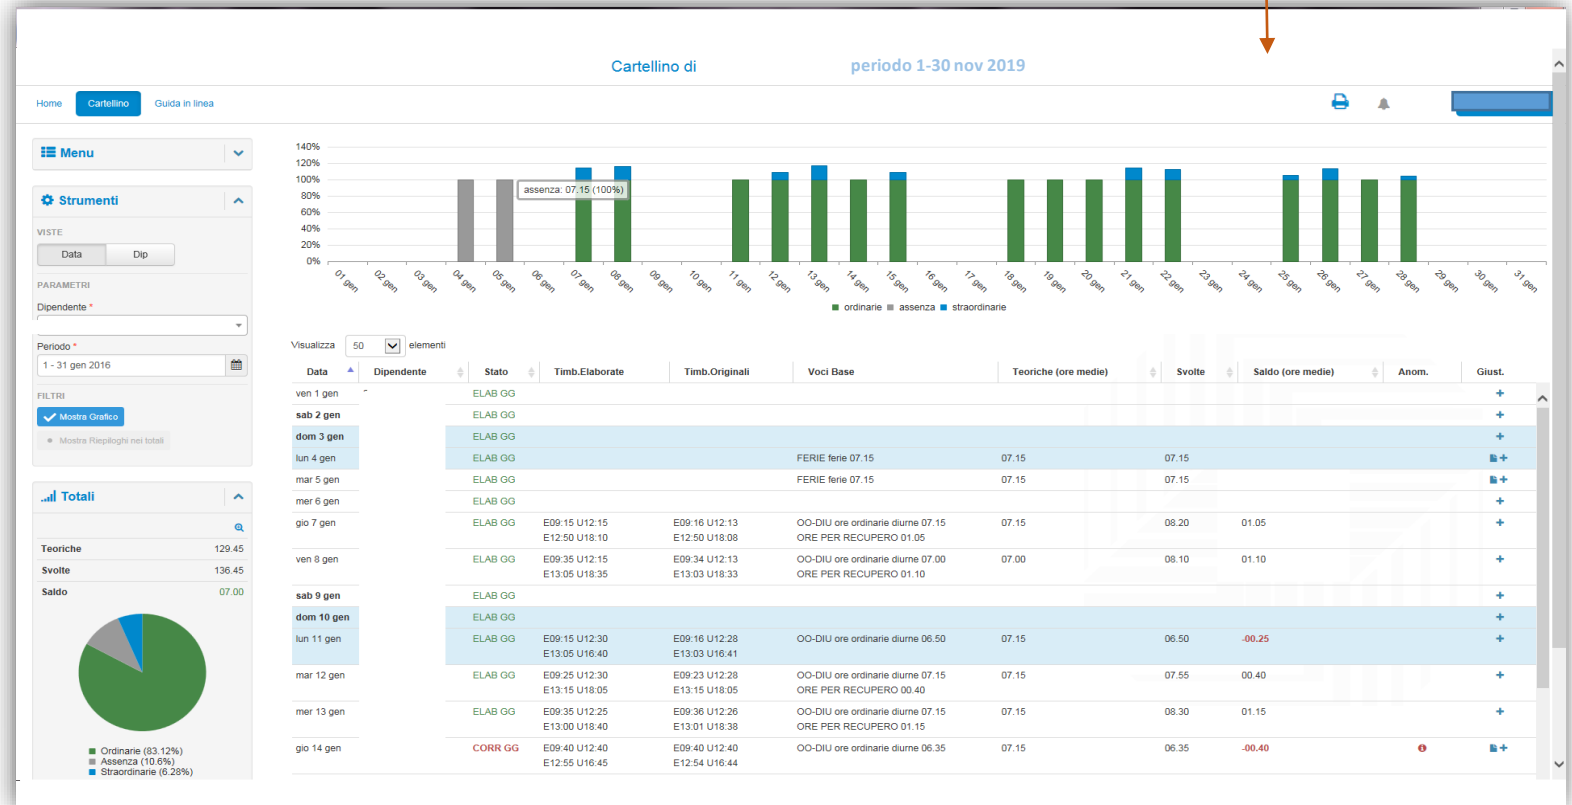 Cartellino di periodo 1-30 nov 2019
Home Cartellino Guida in linea
Menu
Strumenti
VISTE
Data Dip
PARAMETRI
Dipendente *
Periodo *
1 - 31 gen 2016
FILTRI
Mostra Grafico
Mostra Riepiloghi nei totali
Totali
Teoriche 129.45
Svolte 136.45
Saldo 07.00
Ordinarie (83.12%)
Assenza (10.6%)
Straordinarie (6.28%)
140%
120%
100%
80%
60%
40%
20%
0%
assenza: 07.15 (100%)
01 gen 02 gen 03 gen 04 gen 05 gen 06 gen 07 gen 08 gen 09 gen 10 gen 11 gen 12 gen 13 gen 14 gen 15 gen 16 gen 17 gen 18 gen 19 gen 20 gen 21 gen 22 gen 23 gen 24 gen 25 gen 26 gen 27 gen 28 gen 29 gen 30 gen 31 gen
ordinarie assenza straordinarie
Visualizza 50 elementi
Data Dipendente Stato Timb.Elaborate Timb.Originali Voci Base Teoriche (ore medie) Svolte Saldo (ore medie) Anom. Giust.
ven 1 gen ELAB GG
sab 2 gen ELAB GG
dom 3 gen ELAB GG
lun 4 gen ELAB GG FERIE ferie 07.15 07.15 07.15
mar 5 gen ELAB GG FERIE ferie 07.15 07.15 07.15
mer 6 gen ELAB GG
gio 7 gen ELAB GG E09:15 U12:15 E09:16 U12:13 OO-DIU ore ordinarie diurne 07.15 07.15 08.20 01.05
E12:50 U18:10 E12:50 U18:08 ORE PER RECUPERO 01.05
ven 8 gen ELAB GG E09:35 U12:15 E09:34 U12:13 OO-DIU ore ordinarie diurne 07.00 07.00 08.10 01.10
E13:05 U18:35 E13:03 U18:33 ORE PER RECUPERO 01.10
sab 9 gen ELAB GG
dom 10 gen ELAB GG
lun 11 gen ELAB GG E09:15 U12:30 E09:16 U12:28 OO-DIU ore ordinarie diurne 06.50 07.15 06.50 -00.25
E13:05 U16:40 E13:03 U16:41
mar 12 gen ELAB GG E09:25 U12:30 E09:23 U12:28 OO-DIU ore ordinarie diurne 07.15 07.15 07.55 00.40
E13:15 U18:05 E13:15 U18:05 ORE PER RECUPERO 00.40
mer 13 gen ELAB GG E09:35 U12:25 E09:36 U12:26 OO-DIU ore ordinarie diurne 07.15 07.15 08.30 01.15
E13:00 U18:40 E13:01 U18:38 ORE PER RECUPERO 01.15
gio 14 gen CORR GG E09:40 U12:40 E09:40 U12:40 OO-DIU ore ordinarie diurne 06.35 07.15 06.35 -00.40
E12:55 U16:45 E12:54 U16:44